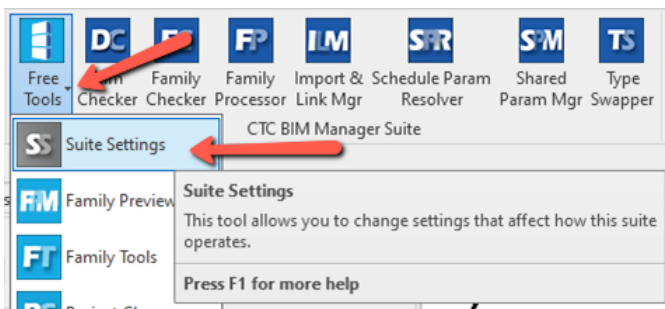 DC
FP
ILM
SPR
SPM
TS
Free
Family
Family
Import &
Schedule Param
Shared
Type
Tools
Checker
Checker
Processor
Link Mgr
Resolver
Param Mgr
Swapper
CTC BIM Manager Suite
SS
Suite Settings
FM
Family Preview
Suite Settings
This tool allows you to change settings that affect how this suite
operates.
FT
Family Tools
Press F1 for more help